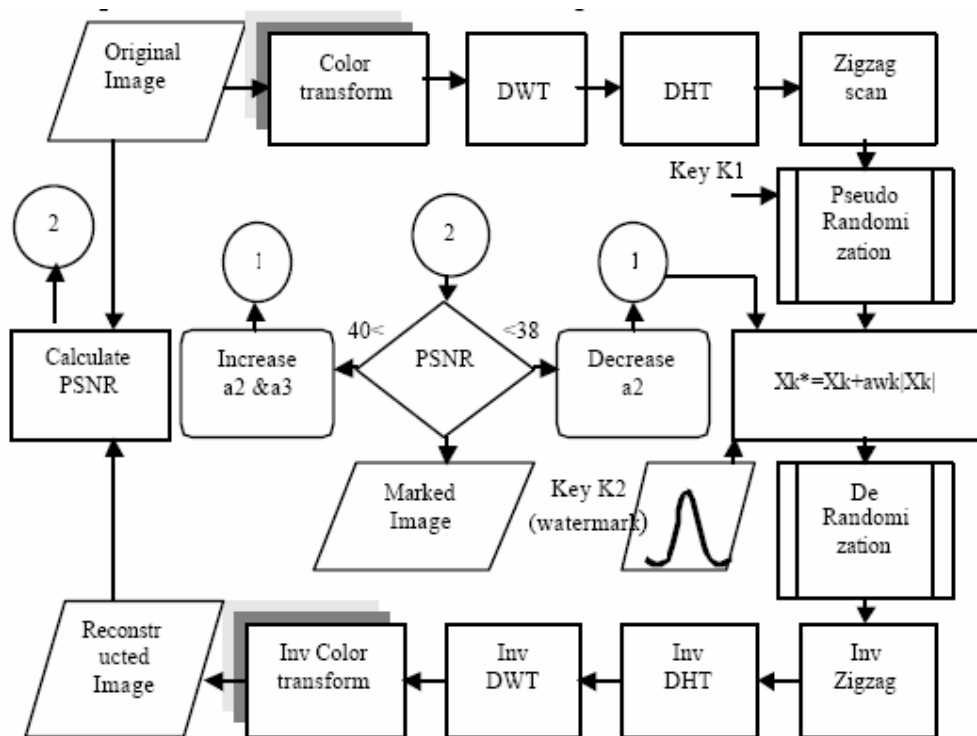 Original
Image
Color
transform
DWT
DHT
Zigzag
scan
Key K1
Pseudo
Randomi
zation
2
1
2
1
40<
<38
Calculate
PSNR
Increase
a2 &a3
PSNR
Decrease
a2
Xk*=Xk+awk|Xk|
Marked
Image
Key K2
(watermark)
De
Randomi
zation
Reconstr
ucted
Image
Inv Color
transform
Inv
DWT
Inv
DHT
Inv
Zigzag